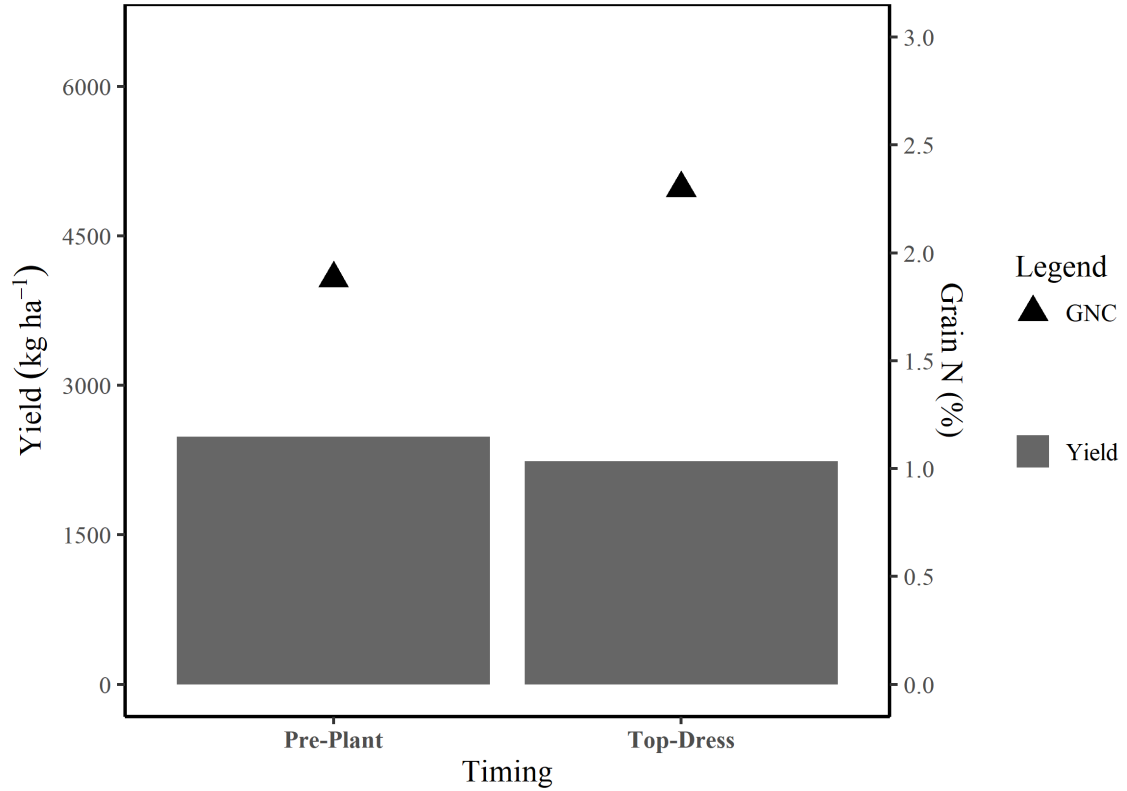 Yield (kg ha⁻¹)
6000
4500
3000
1500
0
3.0
2.5
2.0
1.5
1.0
0.5
0.0
Grain N (%)
Pre-Plant
Top-Dress
Timing
Legend
GNC
Yield